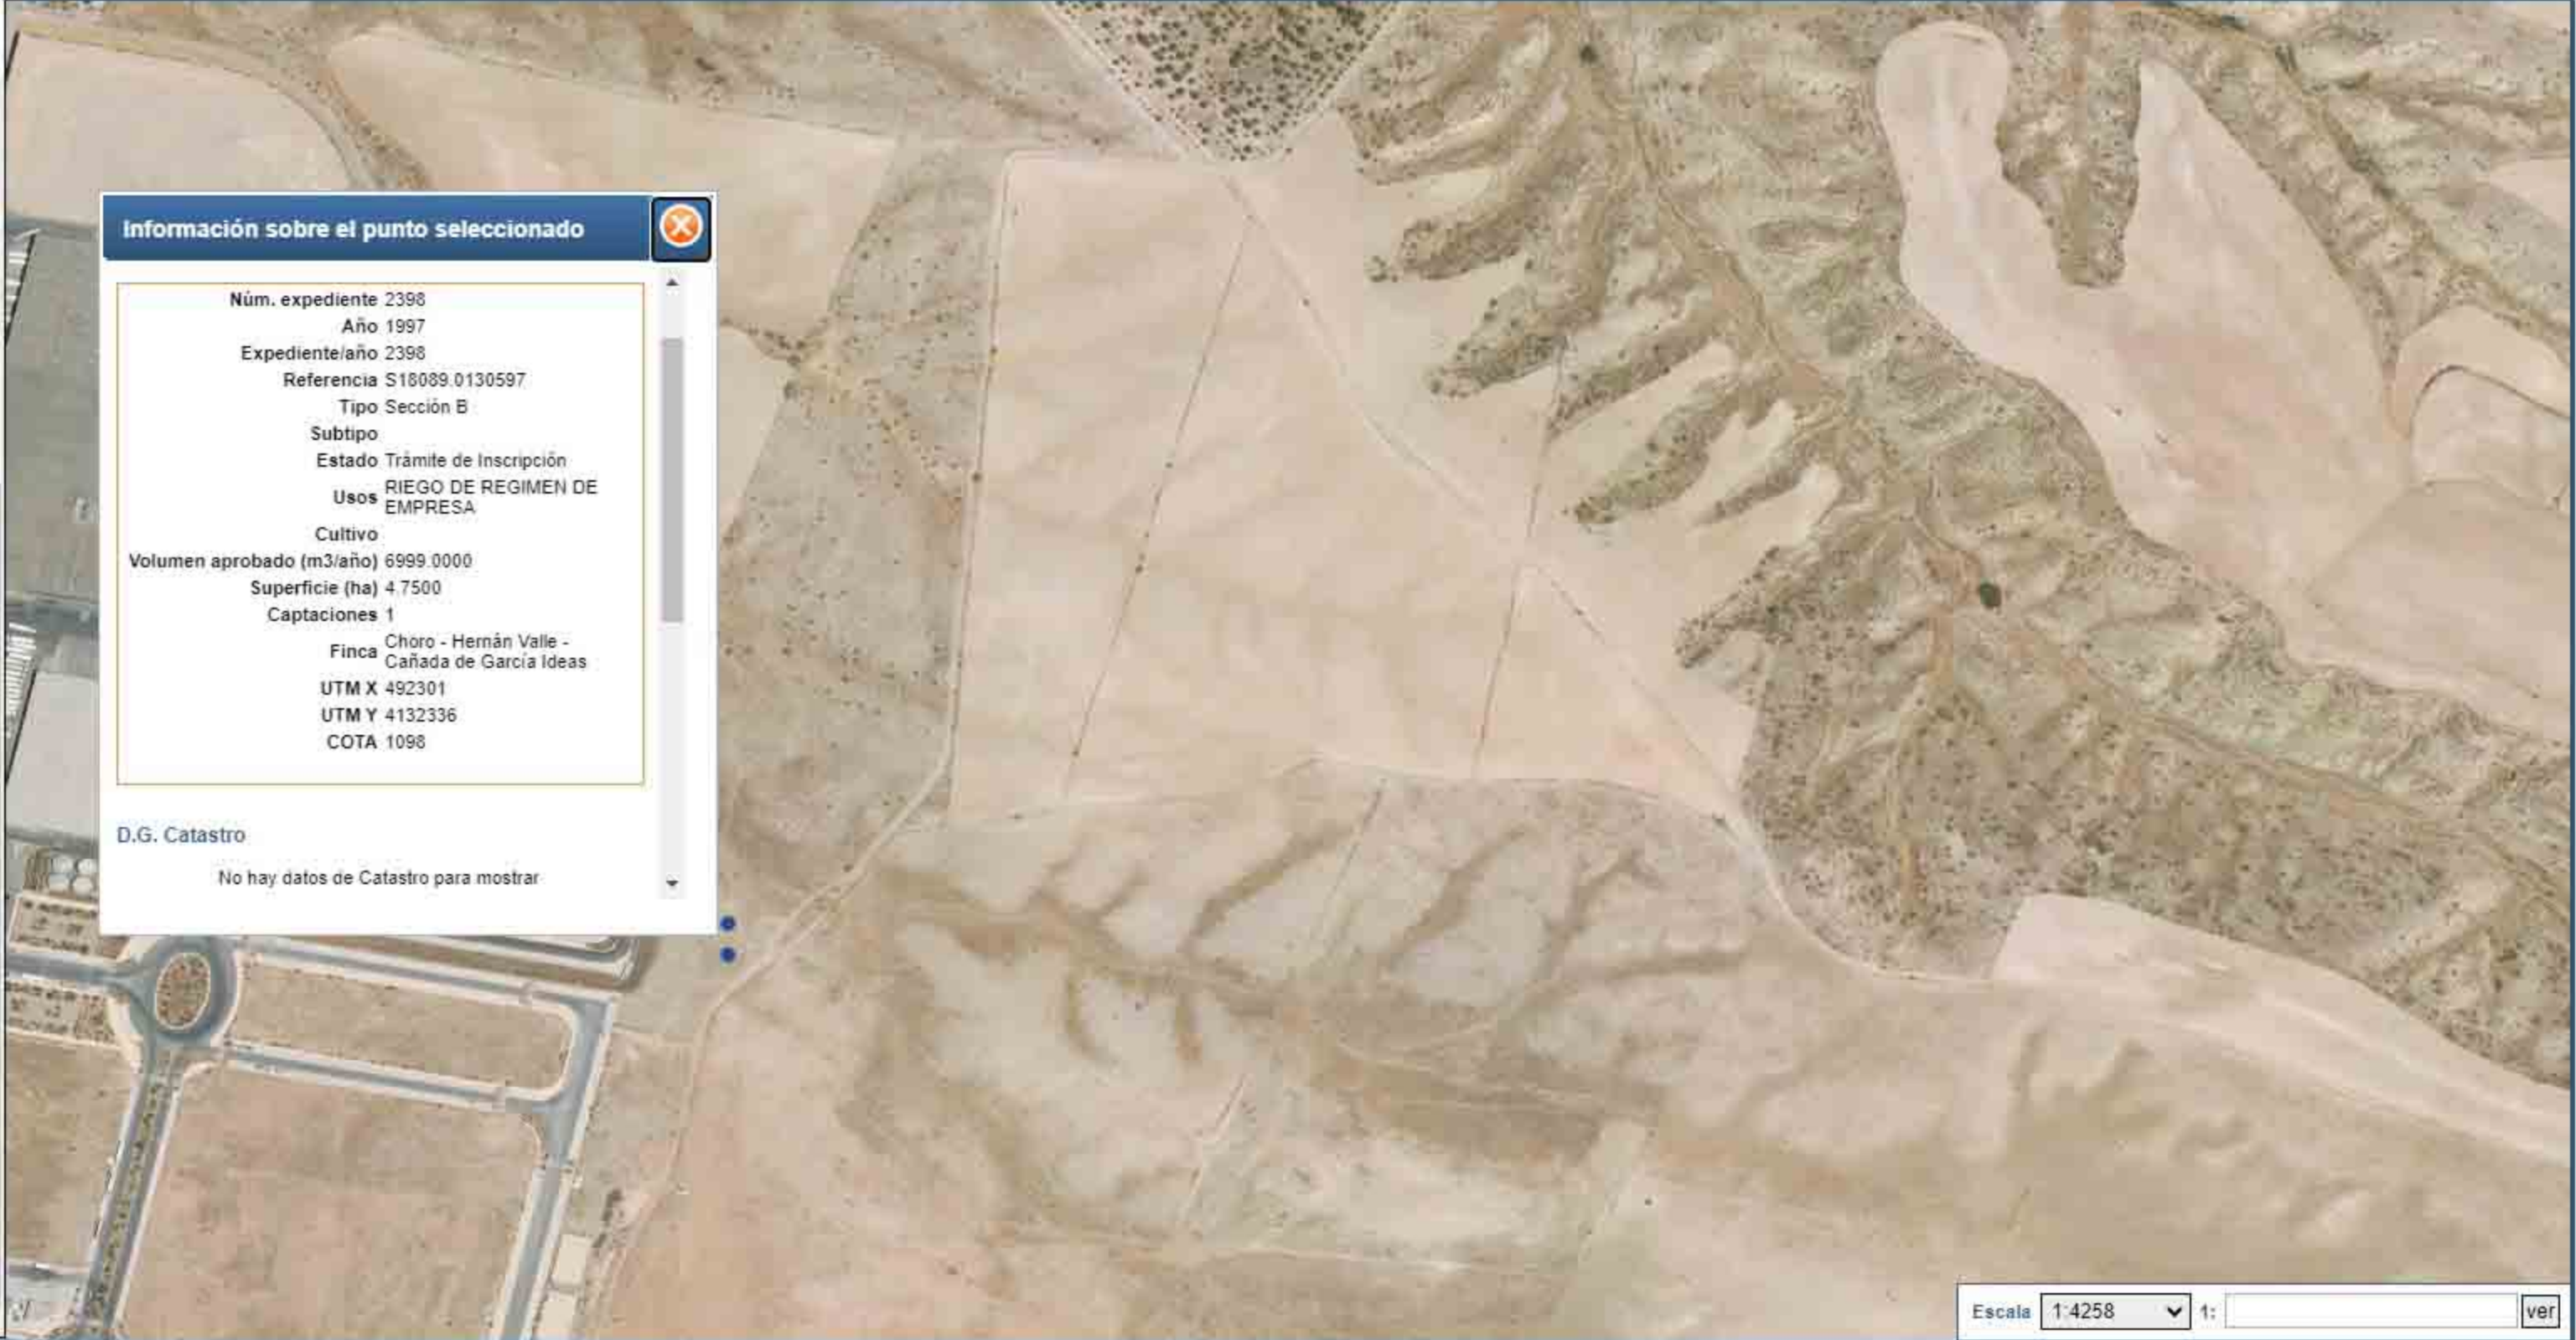 Información sobre el punto seleccionado
Núm. expediente 2398
Año 1997
Expediente/año 2398
Referencia S18089.0130597
Tipo Sección B
Subtipo
Estado Trámite de Inscripción
Usos RIEGO DE REGIMEN DE
EMPRESA
Cultivo
Volumen aprobado (m3/año) 6999.0000
Superficie (ha) 4.7500
Captaciones 1
Finca Choro - Hernán Valle -
Cañada de García Ideas
UTM X 492301
UTM Y 4132336
COTA 1098
D.G. Catastro
No hay datos de Catastro para mostrar
Escala 1:4258 1: ver